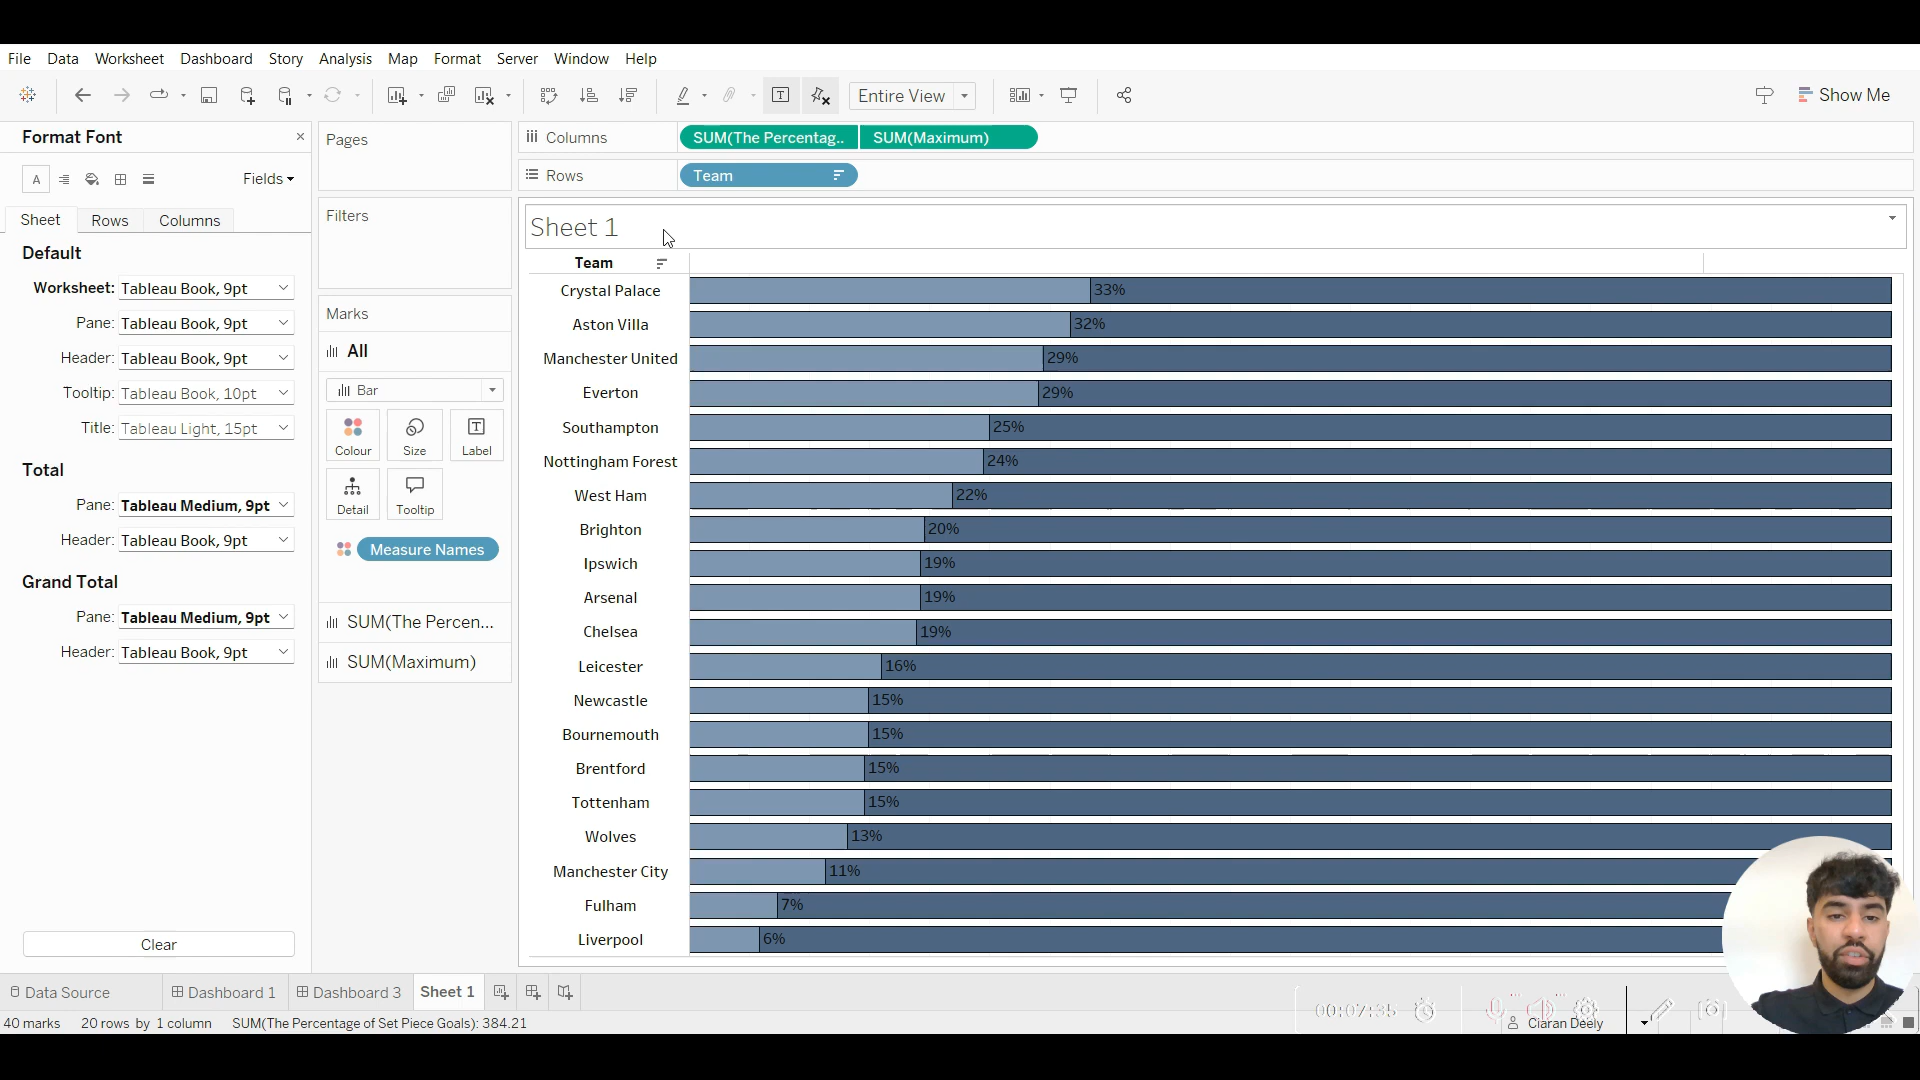 File Data Worksheet Dashboard Story Analysis Map Format Server Window Help
Entire View
Show Me
Format Font
Fields
Sheet Rows Columns
Default
Worksheet: Tableau Book, 9pt
Pane: Tableau Book, 9pt
Header: Tableau Book, 9pt
Tooltip: Tableau Book, 10pt
Title: Tableau Light, 15pt
Total
Pane: Tableau Medium, 9pt
Header: Tableau Book, 9pt
Grand Total
Pane: Tableau Medium, 9pt
Header: Tableau Book, 9pt
Clear
Pages
Filters
Marks
All
Bar
Colour Size Label
Detail Tooltip
Measure Names
SUM(The Percen...
SUM(Maximum)
Columns SUM(The Percentag.. SUM(Maximum)
Rows Team
Sheet 1
Team
Crystal Palace 33%
Aston Villa 32%
Manchester United 29%
Everton 29%
Southampton 25%
Nottingham Forest 24%
West Ham 22%
Brighton 20%
Ipswich 19%
Arsenal 19%
Chelsea 19%
Leicester 16%
Newcastle 15%
Bournemouth 15%
Brentford 15%
Tottenham 15%
Wolves 13%
Manchester City 11%
Fulham 7%
Liverpool 6%
Data Source Dashboard 1 Dashboard 3 Sheet 1
00:07:35
40 marks 20 rows by 1 column SUM(The Percentage of Set Piece Goals): 384.21 Ciaran Deely